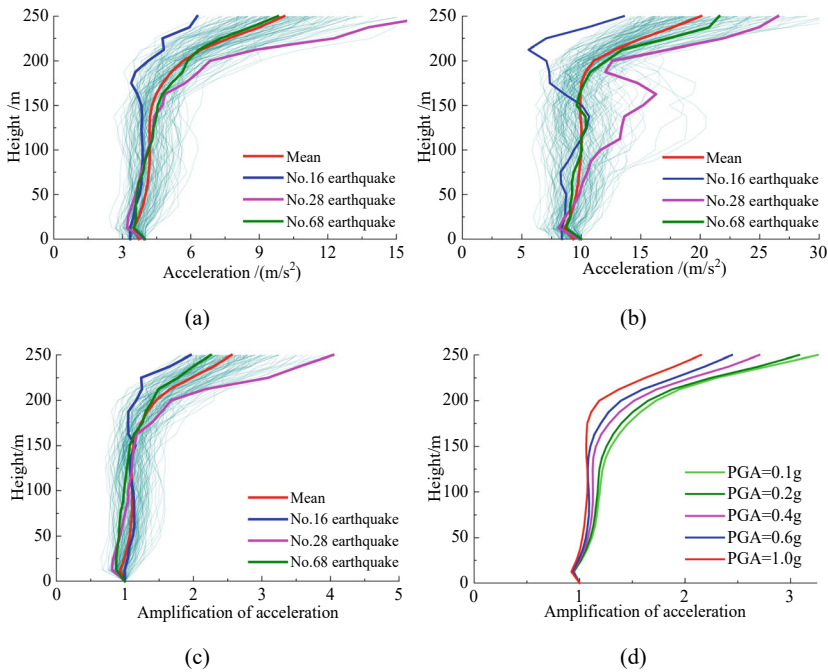 250
200
150
100
50
0
Height /m
Mean
No.16 earthquake
No.28 earthquake
No.68 earthquake
3 6 9 12 15
Acceleration /(m/s²)
(a)
250
200
150
100
50
0
Height /m
Mean
No.16 earthquake
No.28 earthquake
No.68 earthquake
0 5 10 15 20 25 30
Acceleration /(m/s²)
(b)
250
200
150
100
50
0
Height/m
Mean
No.16 earthquake
No.28 earthquake
No.68 earthquake
0 1 2 3 4 5
Amplification of acceleration
(c)
250
200
150
100
50
0
Height/m
PGA=0.1g
PGA=0.2g
PGA=0.4g
PGA=0.6g
PGA=1.0g
0 1 2 3
Amplification of acceleration
(d)